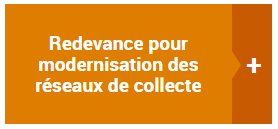 Redevance pour
modernisation des
réseaux de collecte
+